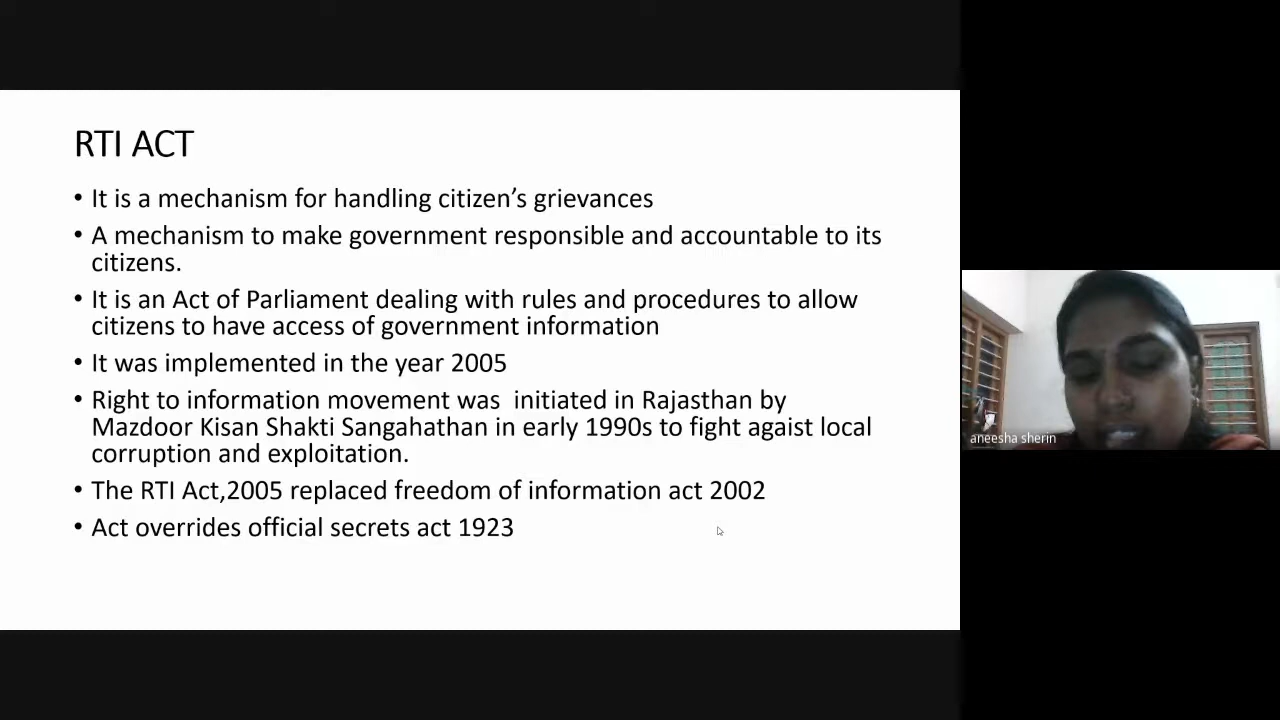 RTI ACT
• It is a mechanism for handling citizen’s grievances
• A mechanism to make government responsible and accountable to its
citizens.
• It is an Act of Parliament dealing with rules and procedures to allow
citizens to have access of government information
• It was implemented in the year 2005
• Right to information movement was  initiated in Rajasthan by
Mazdoor Kisan Shakti Sangahathan in early 1990s to fight agaist local
corruption and exploitation.
• The RTI Act,2005 replaced freedom of information act 2002
• Act overrides official secrets act 1923
aneesha sherin